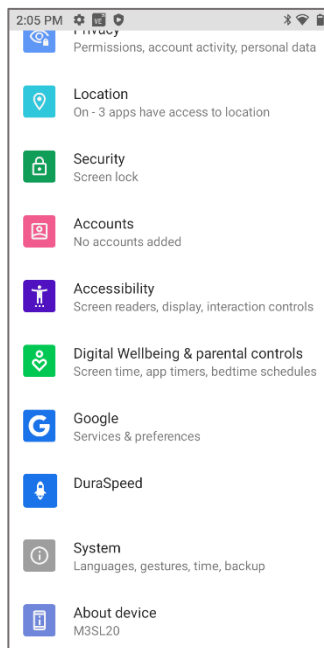 2:05 PM
Privacy
Permissions, account activity, personal data
Location
On - 3 apps have access to location
Security
Screen lock
Accounts
No accounts added
Accessibility
Screen readers, display, interaction controls
Digital Wellbeing & parental controls
Screen time, app timers, bedtime schedules
Google
Services & preferences
DuraSpeed
System
Languages, gestures, time, backup
About device
M3SL20